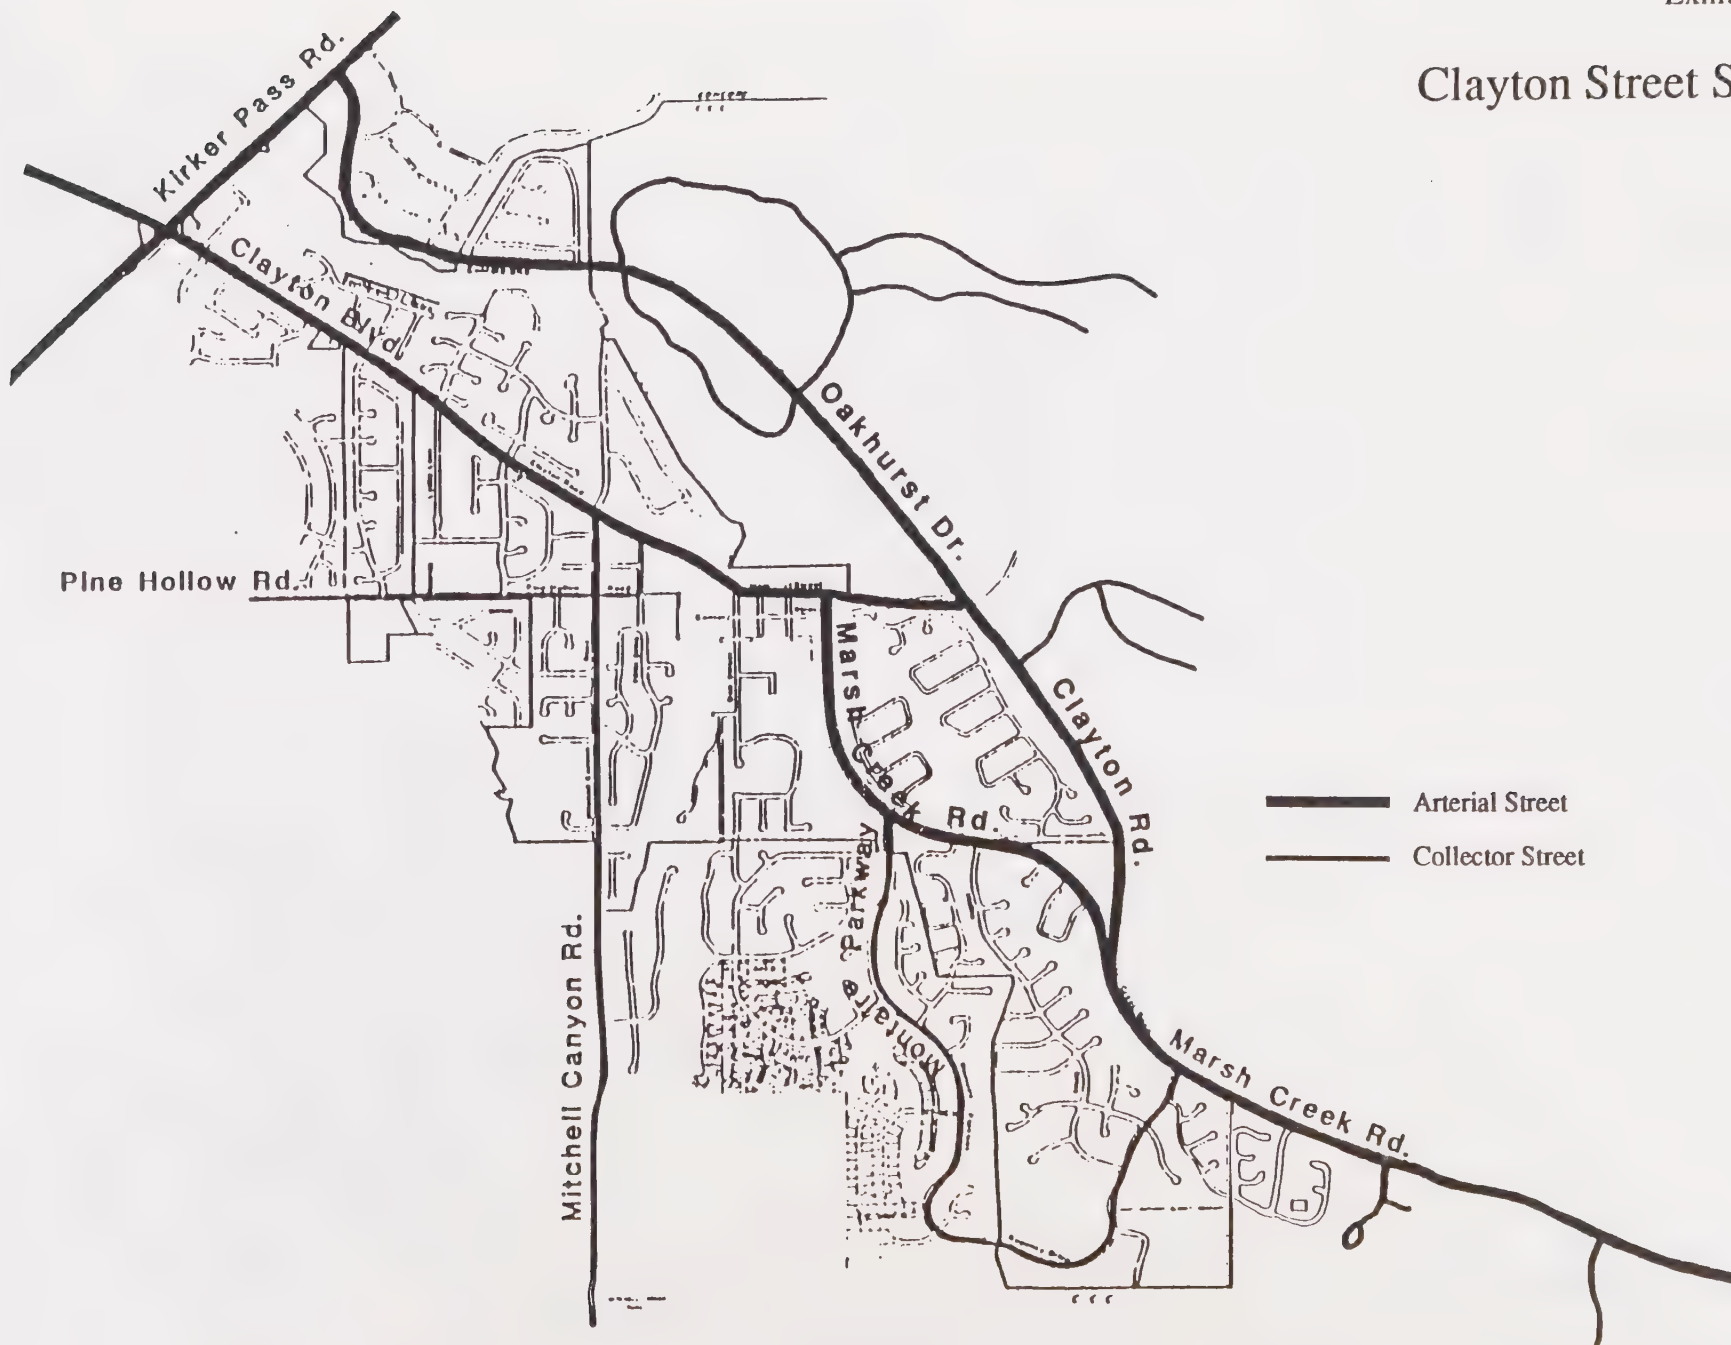 Clayton Street S
Kirker Pass Rd.
Clayton Blvd
Oakhurst Dr.
Pine Hollow Rd.
Marsh Creek Rd.
Clayton Rd.
Arterial Street
Collector Street
Parkway
Montaire
Mitchell Canyon Rd.
Marsh Creek Rd.